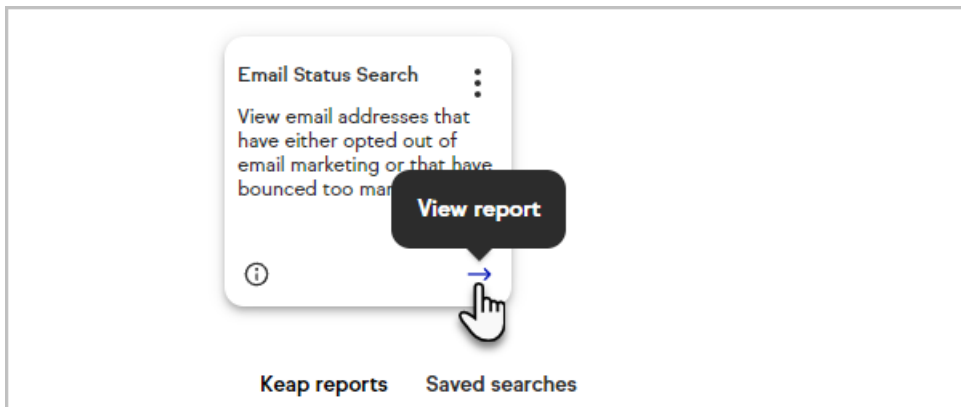 Email Status Search
View email addresses that
have either opted out of
email marketing or that have
bounced too
View report
Keap reports Saved searches